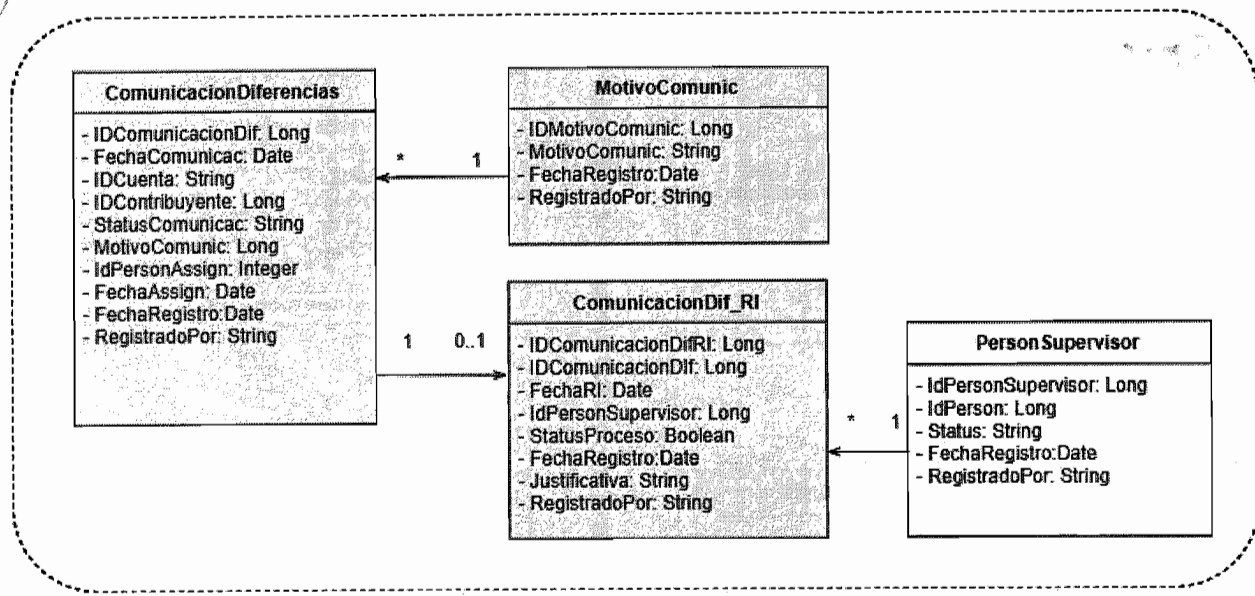 ComunicacionDiferencias
- IDComunicacionDif: Long
- FechaComunicac: Date
- IDCuenta: String
- IDContribuyente: Long
- StatusComunicac: String
- MotivoComunic: Long
- IdPersonAssign: Integer
- FechaAssign: Date
- FechaRegistro:Date
- RegistradoPor: String
* 1
MotivoComunic
- IDMotivoComunic: Long
- MotivoComunic: String
- FechaRegistro:Date
- RegistradoPor: String
1 0..1
ComunicacionDif_RI
- IDComunicacionDifRI: Long
- IDComunicacionDif: Long
- FechaRI: Date
- IdPersonSupervisor: Long
- StatusProceso: Boolean
- FechaRegistro:Date
- Justificativa: String
- RegistradoPor: String
* 1
PersonSupervisor
- IdPersonSupervisor: Long
- IdPerson: Long
- Status: String
- FechaRegistro:Date
- RegistradoPor: String